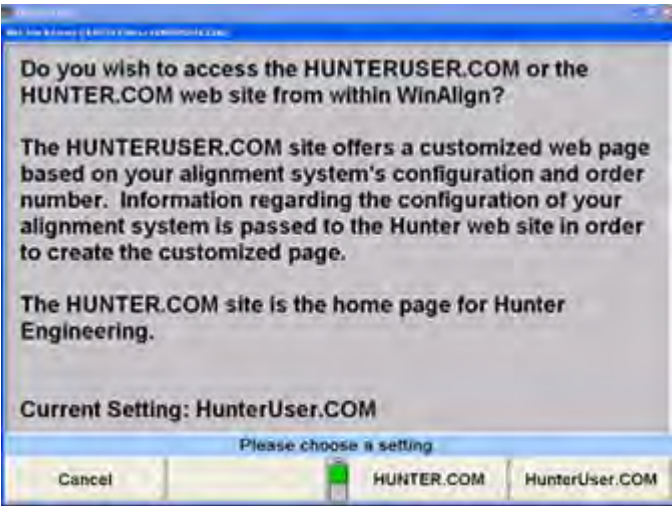 Do you wish to access the HUNTERUSER.COM or the
HUNTER.COM web site from within WinAlign?
The HUNTERUSER.COM site offers a customized web page
based on your alignment system's configuration and order
number. Information regarding the configuration of your
alignment system is passed to the Hunter web site in order
to create the customized page.
The HUNTER.COM site is the home page for Hunter
Engineering.
Current Setting: HunterUser.COM
Please choose a setting
Cancel HUNTER.COM HunterUser.COM